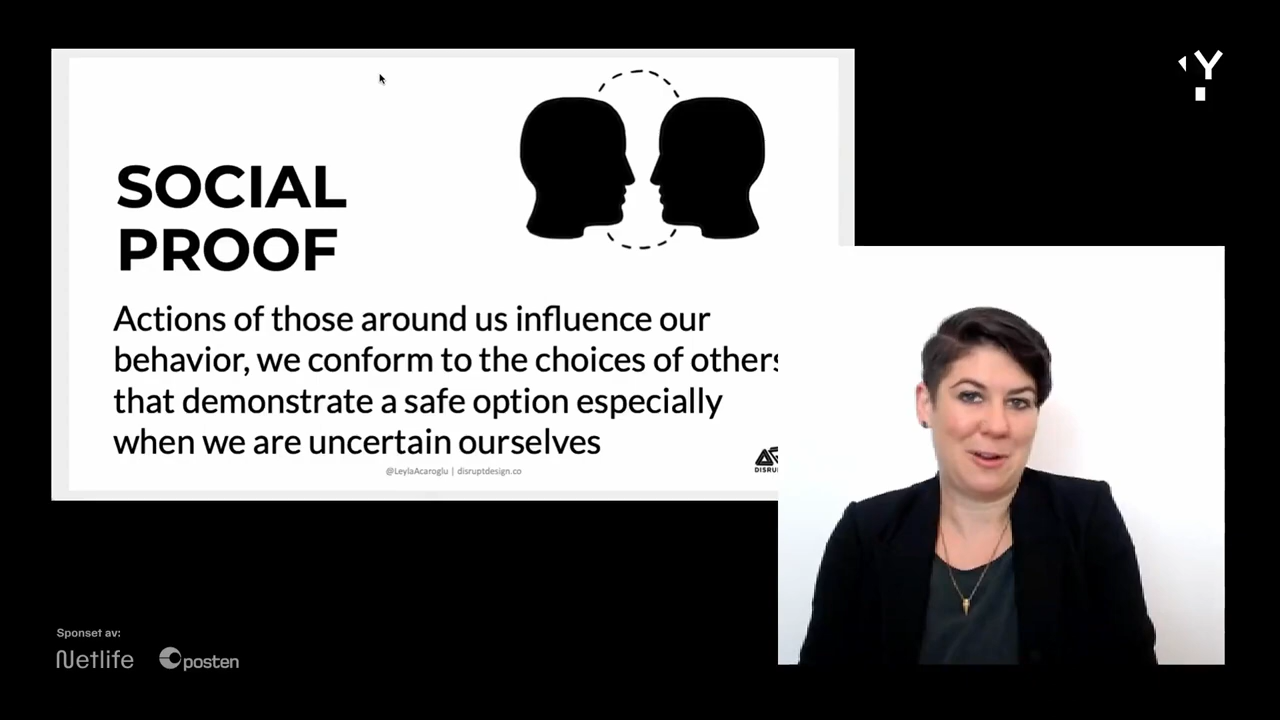 SOCIAL
PROOF
Actions of those around us influence our
behavior, we conform to the choices of others
that demonstrate a safe option especially
when we are uncertain ourselves
@LeylaAcaroglu | disruptdesign.co
Y
Sponset av:
Netlife
posten